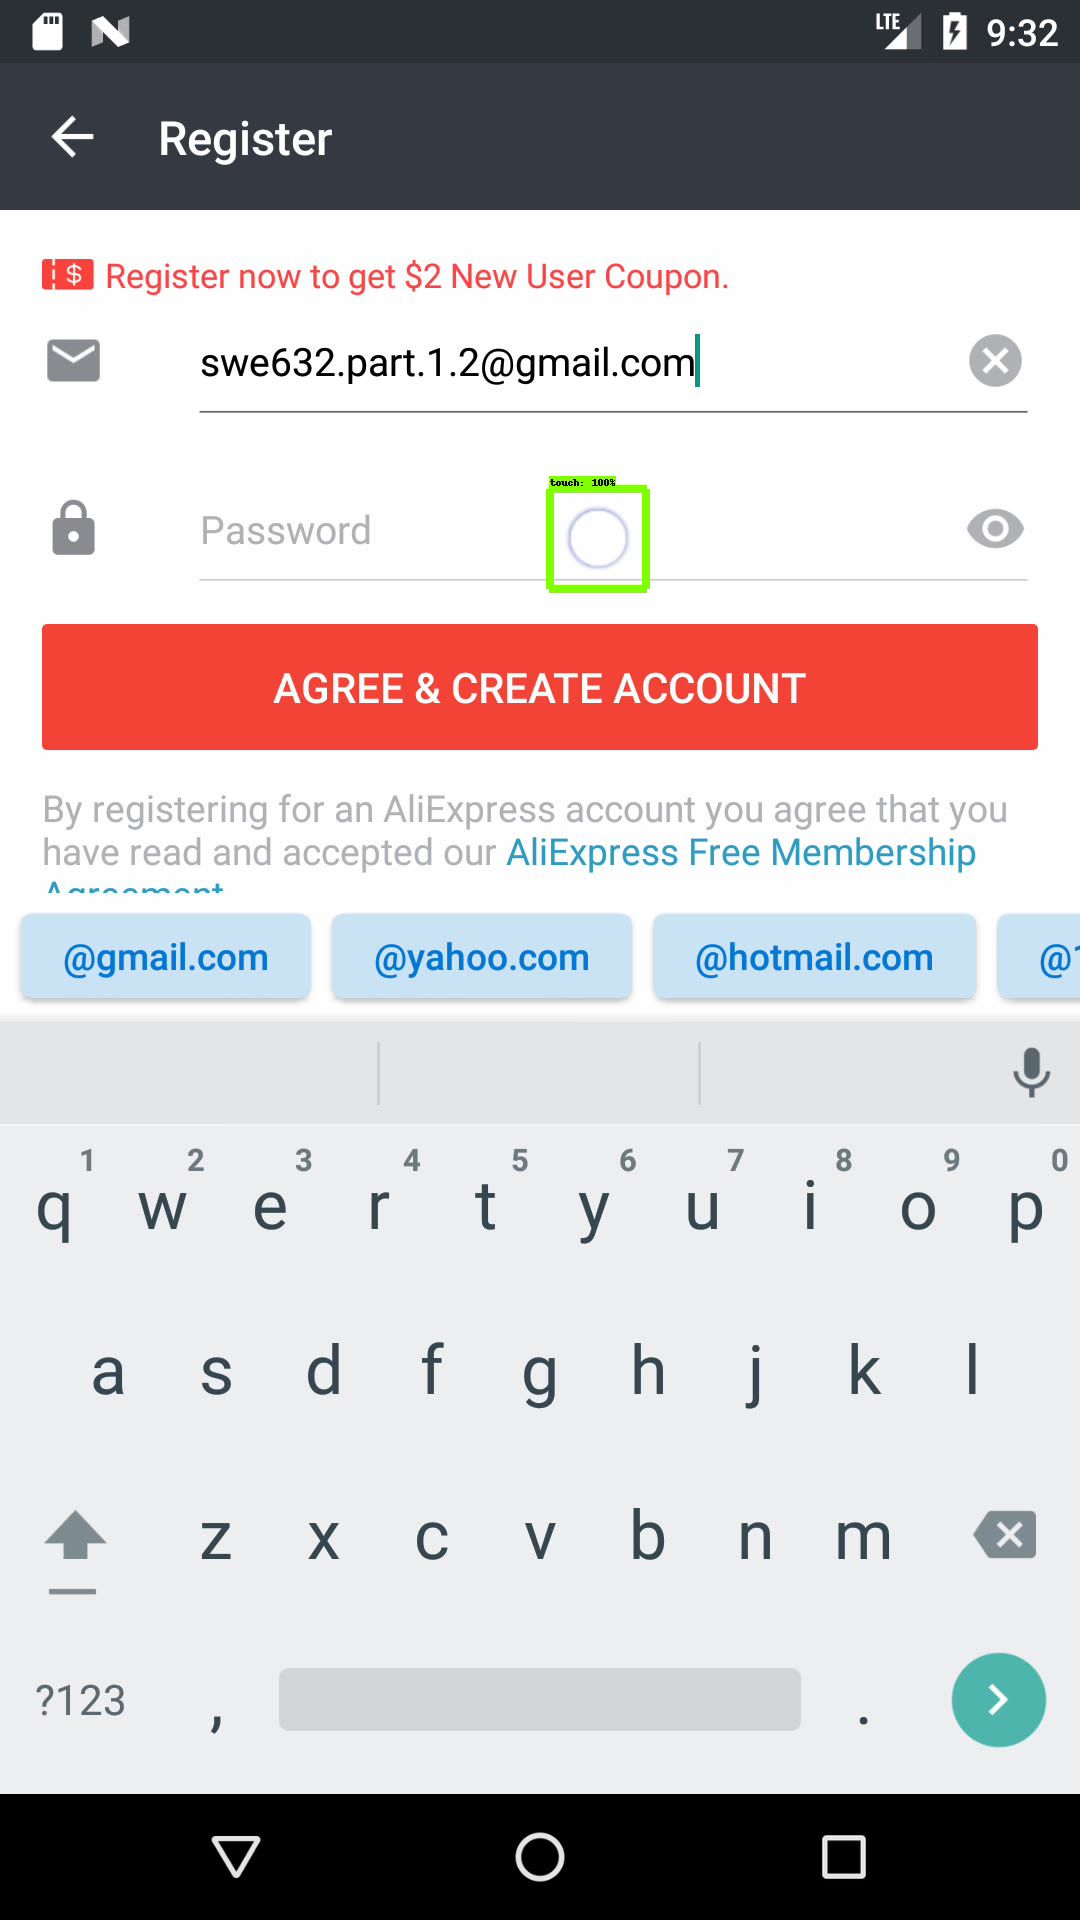 LTE 9:32
Register
$ Register now to get $2 New User Coupon.
swe632.part.1.2@gmail.com
touch: 100%
Password
AGREE & CREATE ACCOUNT
By registering for an AliExpress account you agree that you
have read and accepted our AliExpress Free Membership
Agreement
@gmail.com @yahoo.com @hotmail.com @1
1 2 3 4 5 6 7 8 9 0
q w e r t y u i o p
a s d f g h j k l
z x c v b n m
?123 , .